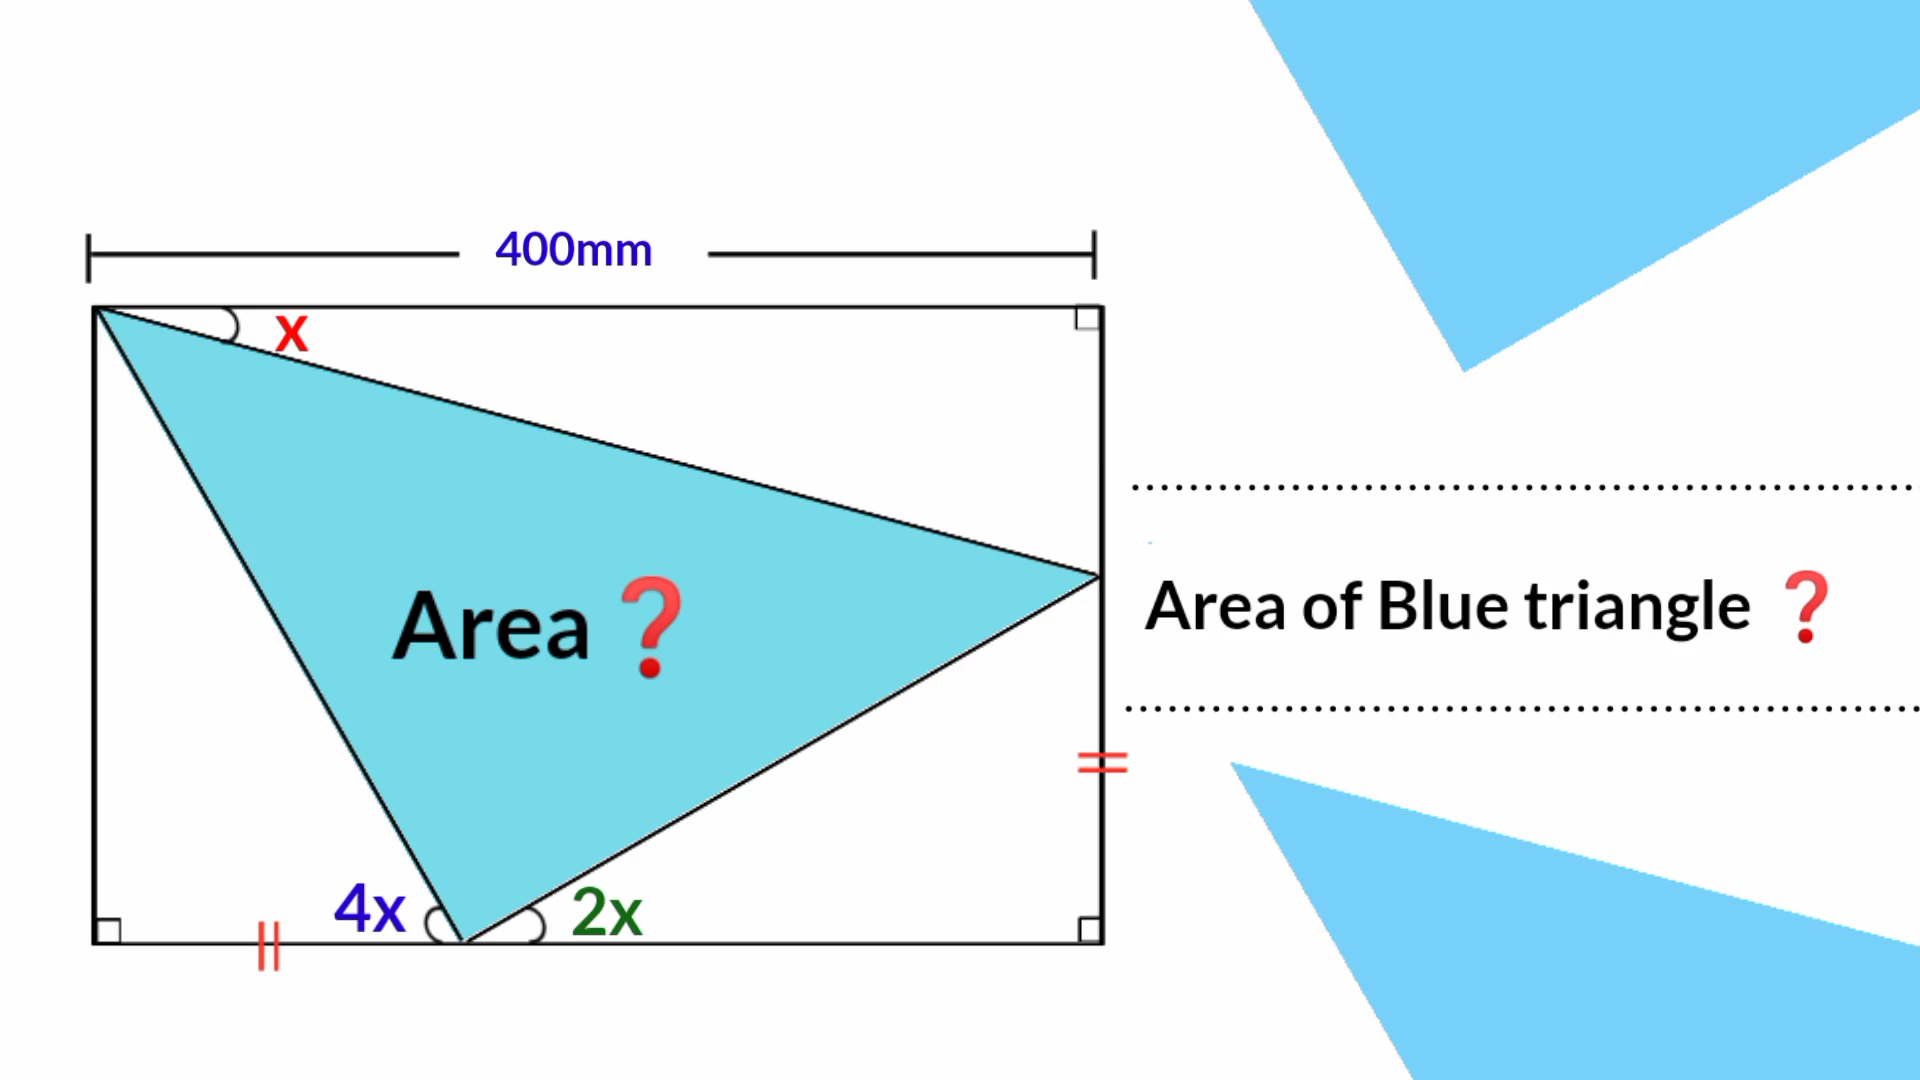 400mm
x
Area❓
Area of Blue triangle ❓
4x
2x